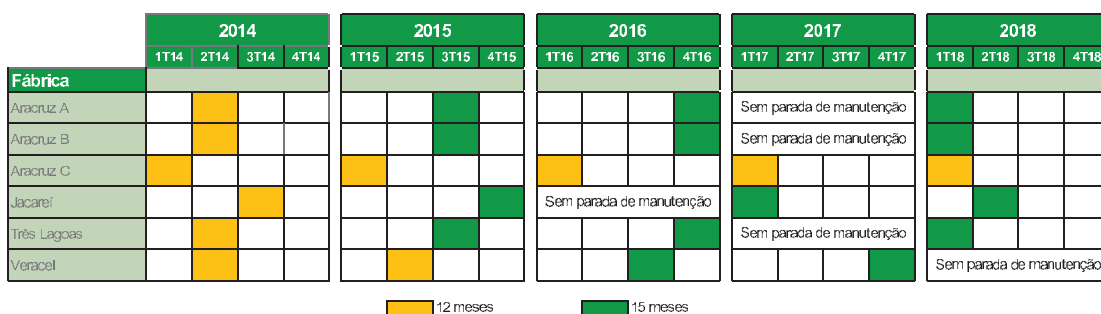 2014 2015 2016 2017 2018
1T14 2T14 3T14 4T14 1T15 2T15 3T15 4T15 1T16 2T16 3T16 4T16 1T17 2T17 3T17 4T17 1T18 2T18 3T18 4T18
Fábrica
Aracruz A Sem parada de manutenção
Aracruz B Sem parada de manutenção
Aracruz C
Jacareí Sem parada de manutenção
Três Lagoas Sem parada de manutenção
Veracel Sem parada de manutenção
12 meses 15 meses